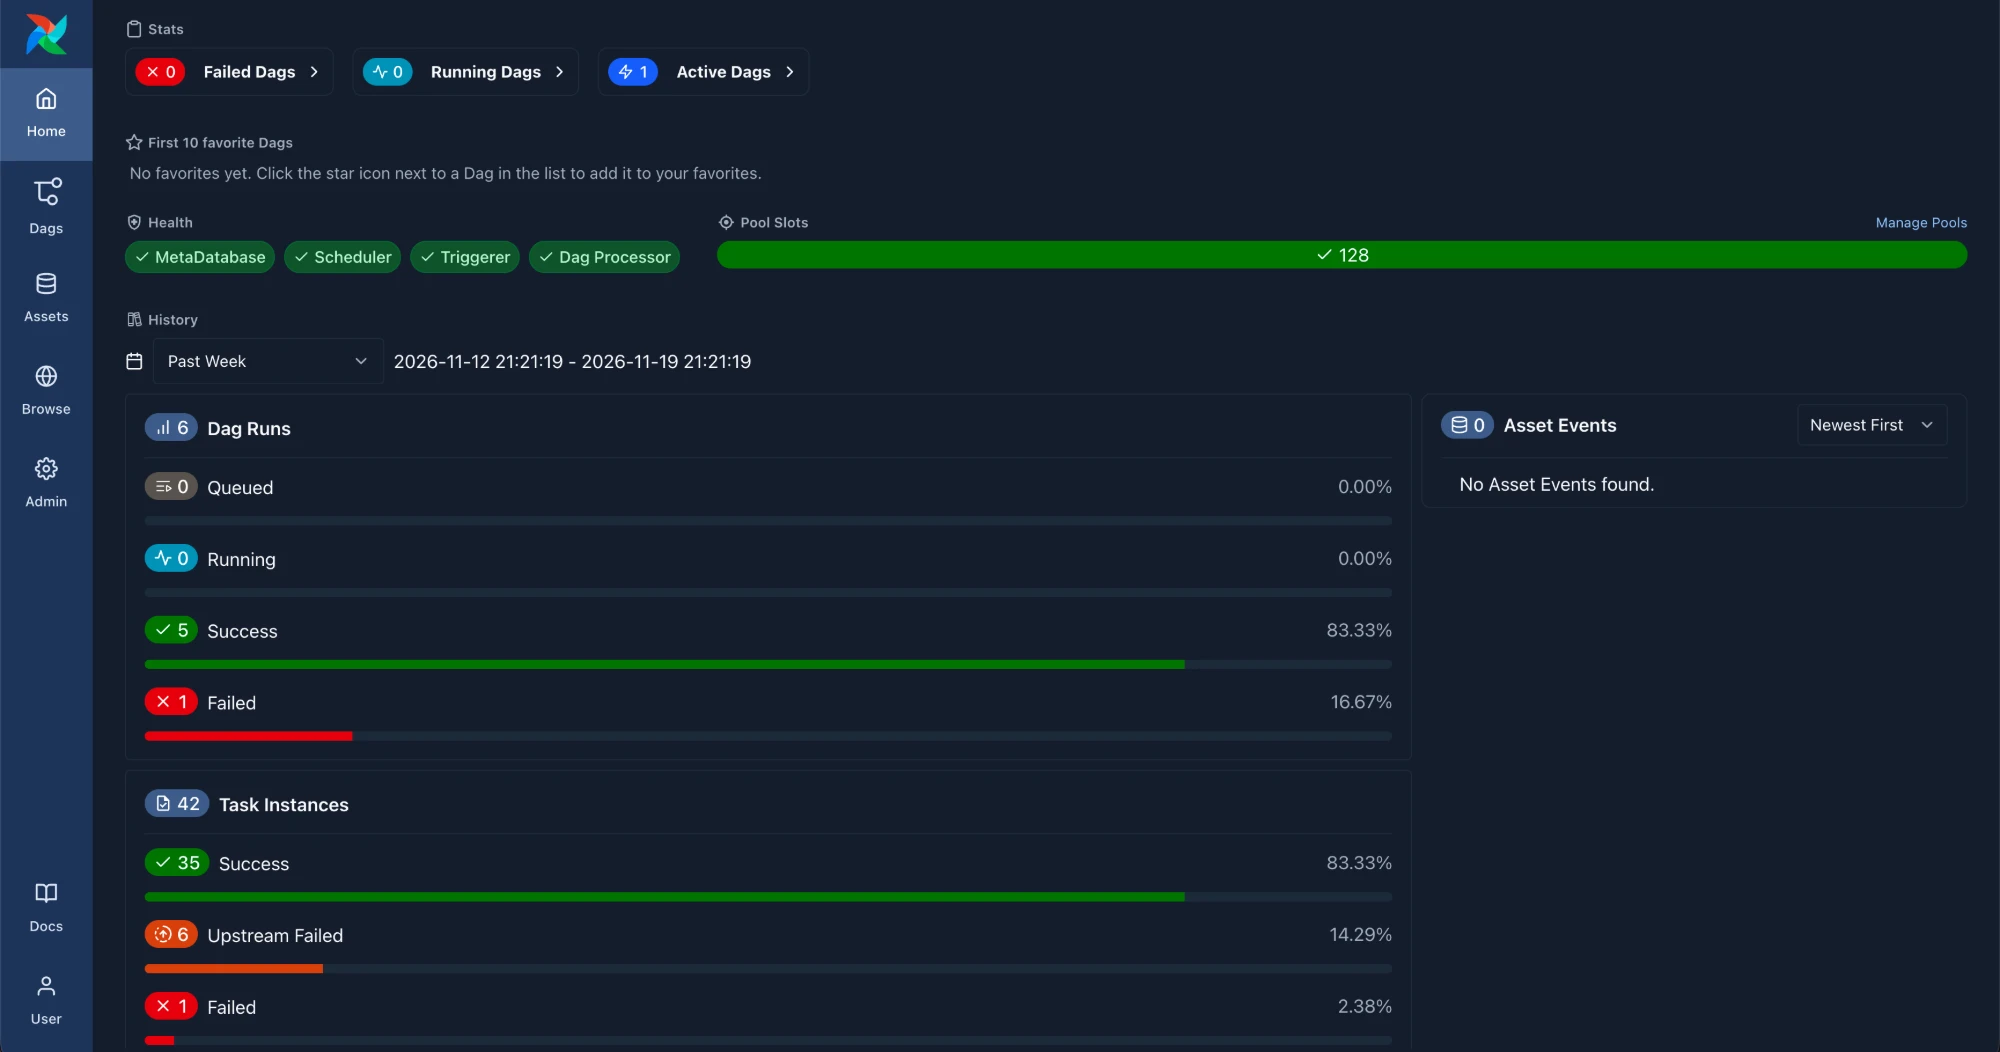 Home
Dags
Assets
Browse
Admin
Docs
User
Stats
0 Failed Dags
0 Running Dags
1 Active Dags
First 10 favorite Dags
No favorites yet. Click the star icon next to a Dag in the list to add it to your favorites.
Health
MetaDatabase Scheduler Triggerer Dag Processor
Pool Slots
Manage Pools
128
History
Past Week 2026-11-12 21:21:19 - 2026-11-19 21:21:19
6 Dag Runs
0 Queued 0.00%
0 Running 0.00%
5 Success 83.33%
1 Failed 16.67%
42 Task Instances
35 Success 83.33%
6 Upstream Failed 14.29%
1 Failed 2.38%
0 Asset Events Newest First
No Asset Events found.